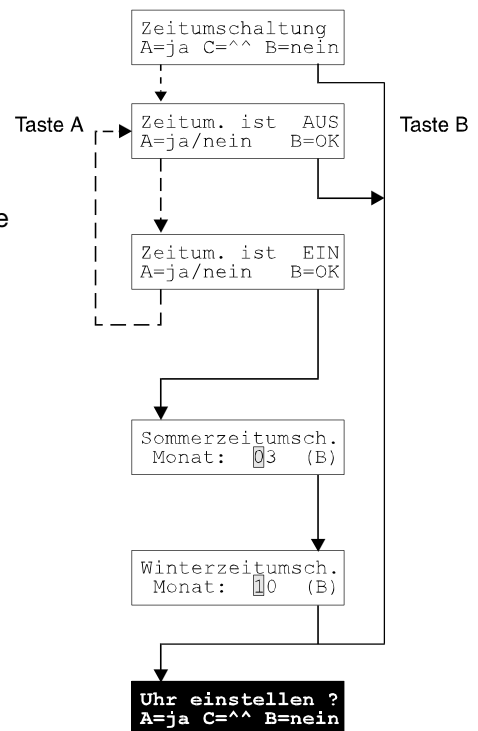 Zeitumschaltung
A=ja C=^^ B=nein
Taste A
Zeitum. ist AUS
A=ja/nein B=OK
Taste B
e
Zeitum. ist EIN
A=ja/nein B=OK
Sommerzeitumsch.
Monat: 03 (B)
Winterzeitumsch.
Monat: 10 (B)
Uhr einstellen ?
A=ja C=^^ B=nein